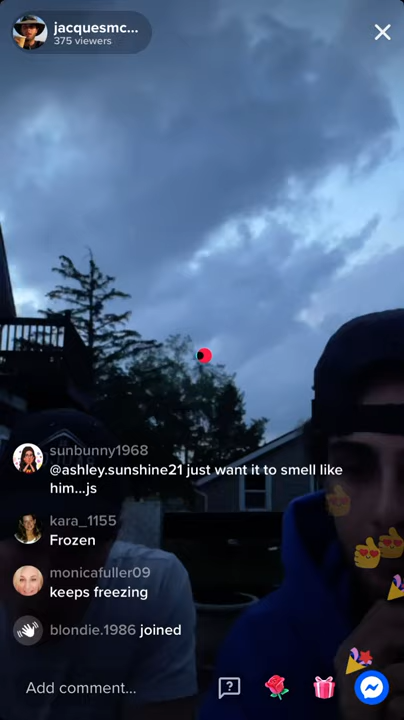 jacquesmc...
375 viewers
sunbunny1968
@ashley.sunshine21 just want it to smell like
him...js
kara_1155
Frozen
monicafuller09
keeps freezing
blondie.1986 joined
Add comment...